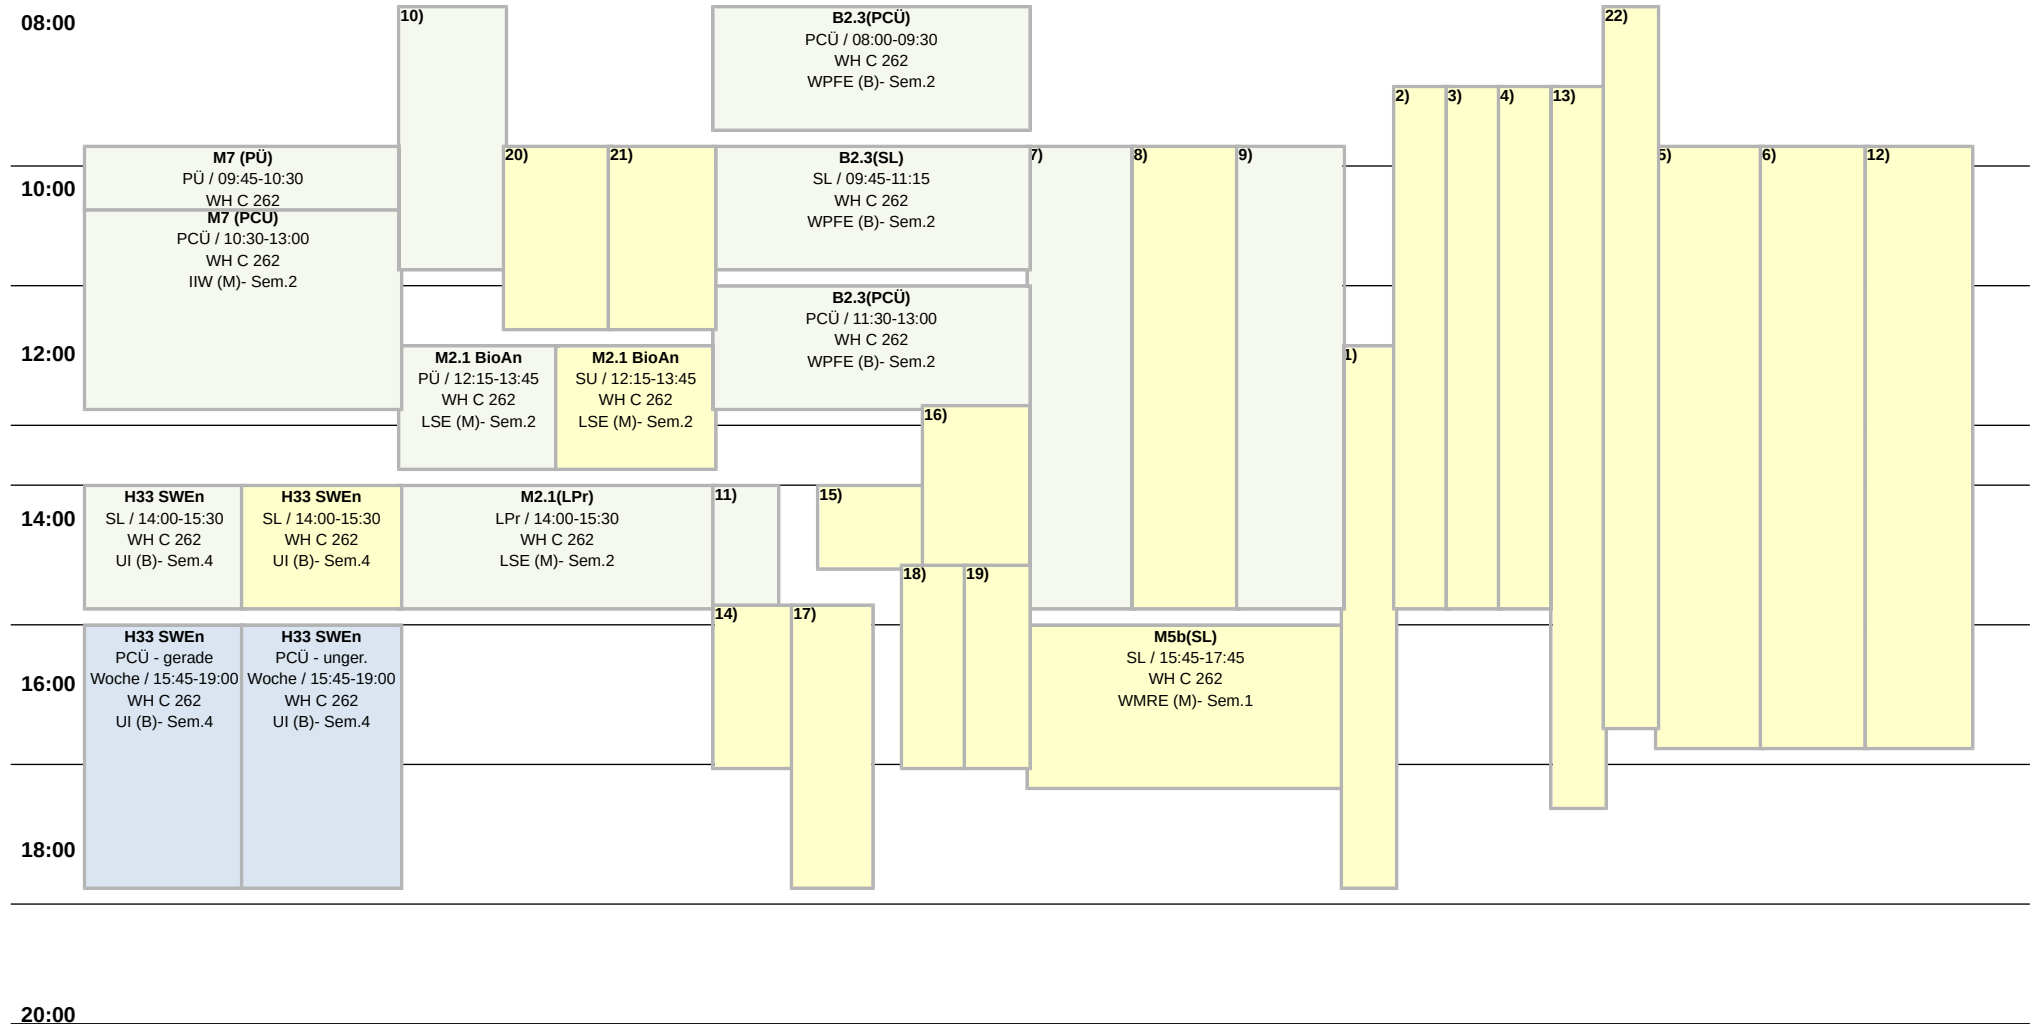 08:00
10:00
12:00
14:00
16:00
18:00
20:00
M7 (PÜ)
PÜ / 09:45-10:30
WH C 262
M7 (PCÜ)
PCÜ / 10:30-13:00
WH C 262
IIW (M)- Sem.2
H33 SWEn
SL / 14:00-15:30
WH C 262
UI (B)- Sem.4
H33 SWEn
SL / 14:00-15:30
WH C 262
UI (B)- Sem.4
H33 SWEn
PCÜ - gerade
Woche / 15:45-19:00
WH C 262
UI (B)- Sem.4
H33 SWEn
PCÜ - unger.
Woche / 15:45-19:00
WH C 262
UI (B)- Sem.4
10)
20)
21)
M2.1 BioAn
PÜ / 12:15-13:45
WH C 262
LSE (M)- Sem.2
M2.1 BioAn
SU / 12:15-13:45
WH C 262
LSE (M)- Sem.2
M2.1(LPr)
LPr / 14:00-15:30
WH C 262
LSE (M)- Sem.2
B2.3(PCÜ)
PCÜ / 08:00-09:30
WH C 262
WPFE (B)- Sem.2
B2.3(SL)
SL / 09:45-11:15
WH C 262
WPFE (B)- Sem.2
B2.3(PCÜ)
PCÜ / 11:30-13:00
WH C 262
WPFE (B)- Sem.2
16)
11)
15)
18)
19)
14)
17)
7)
8)
9)
M5b(SL)
SL / 15:45-17:45
WH C 262
WMRE (M)- Sem.1
1)
2)
3)
4)
13)
22)
5)
6)
12)